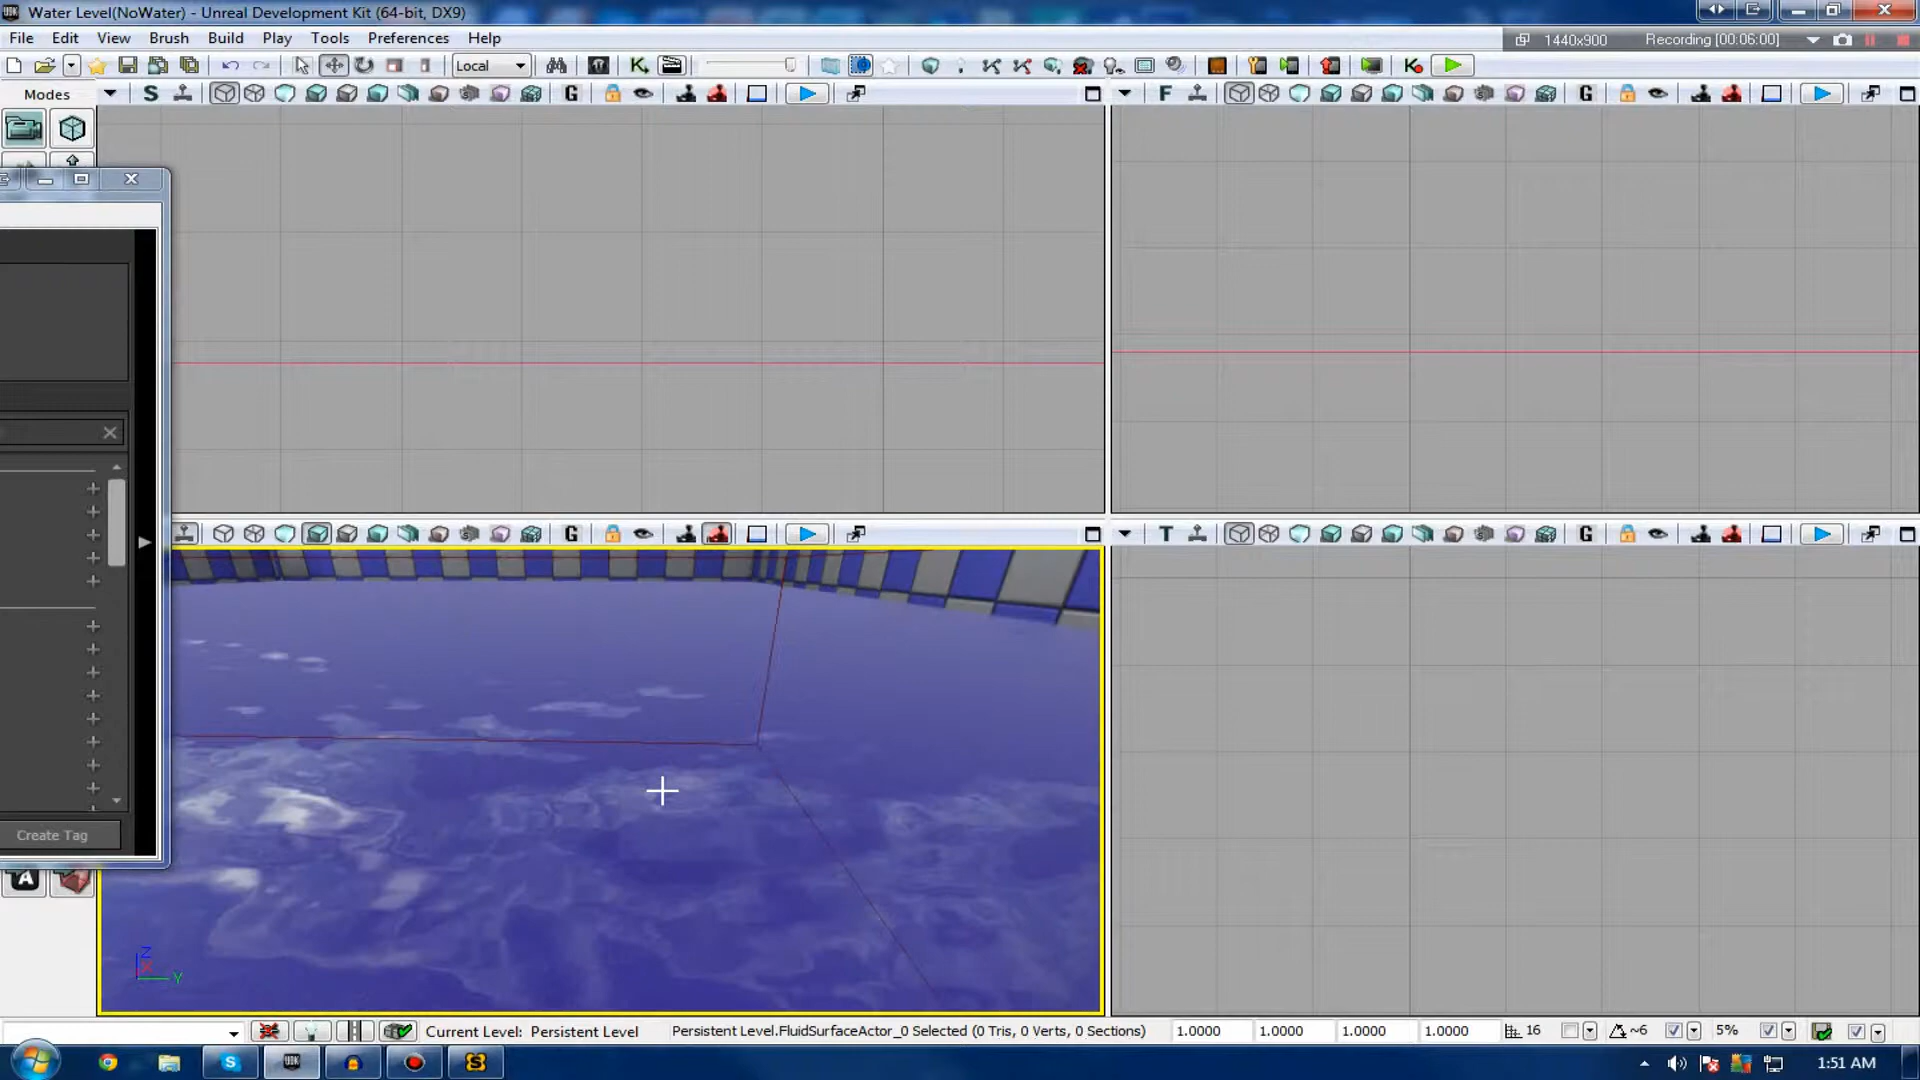 Water Level(NoWater) - Unreal Development Kit (64-bit, DX9)
File Edit View Brush Build Play Tools Preferences Help
1440x900 Recording [00:06:00]
Local
Modes
S G F G
G T G
Create Tag
Z
X
Y
Current Level: Persistent Level Persistent Level.FluidSurfaceActor_0 Selected (0 Tris, 0 Verts, 0 Sections) 1.0000 1.0000 1.0000 1.0000 16 ~6 5%
1:51 AM